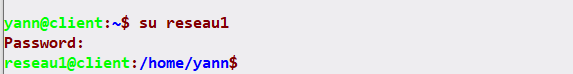 yann@client:~$ su reseau1
Password:
reseau1@client:/home/yann$